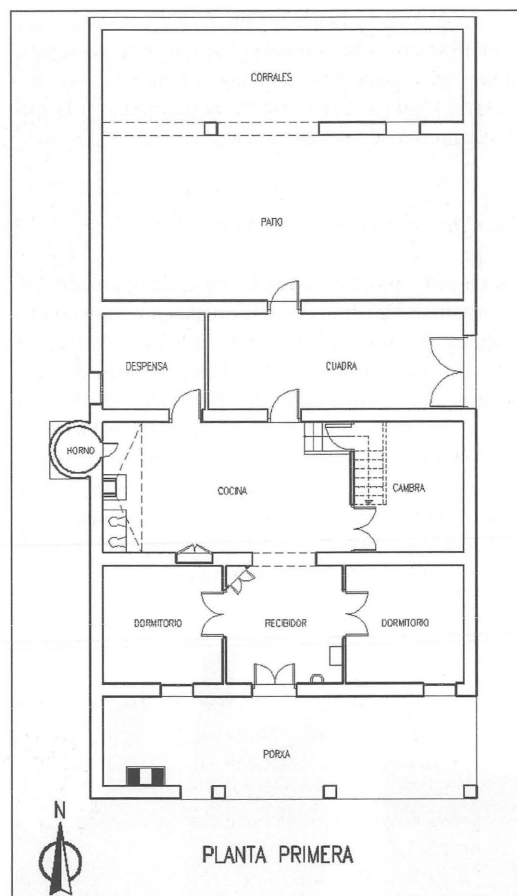 CORRALES
PATIO
DESPENSA
CUADRA
HORNO
COCINA
CAMBRA
DORMITORIO
RECIBIDOR
DORMITORIO
PORXA
N
PLANTA PRIMERA